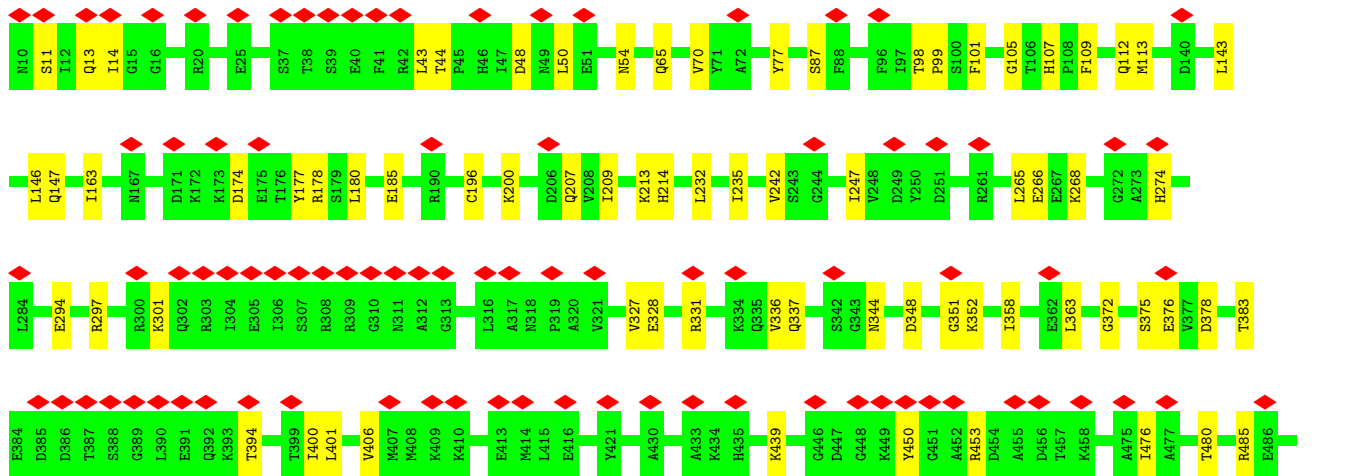 N10 S11 I12 Q13 I14 G15 G16 R20 E25 S37 T38 S39 E40 F41 R42 L43 T44 P45 H46 I47 D48 N49 L50 E51 N54 Q65 V70 Y71 A72 Y77 S87 F88 F96 I97 T98 P99 S100 F101 G105 T106 H107 P108 F109 Q112 M113 D140 L143
L146 Q147 I163 N167 D171 K172 K173 D174 E175 T176 Y177 R178 S179 L180 E185 R190 C196 K200 D206 Q207 V208 I209 K213 H214 L232 I235 V242 S243 G244 I247 V248 D249 Y250 D251 R261 L265 E266 E267 K268 G272 A273 H274
L284 E294 R297 R300 K301 Q302 R303 I304 E305 I306 S307 R308 R309 G310 N311 A312 G313 L316 A317 N318 P319 A320 V321 V327 E328 R331 K334 Q335 V336 Q337 S342 G343 N344 D348 G351 K352 I358 E362 L363 G372 S375 E376 V377 D378 T383
E384 D385 D386 T387 S388 G389 L390 E391 Q392 K393 T394 T399 I400 L401 V406 M407 M408 K409 K410 E413 M414 L415 E416 Y421 A430 A433 K434 H435 K439 G446 D447 G448 K449 Y450 G451 A452 R453 D454 A455 D456 T457 K458 A475 I476 A477 T480 R485 E486